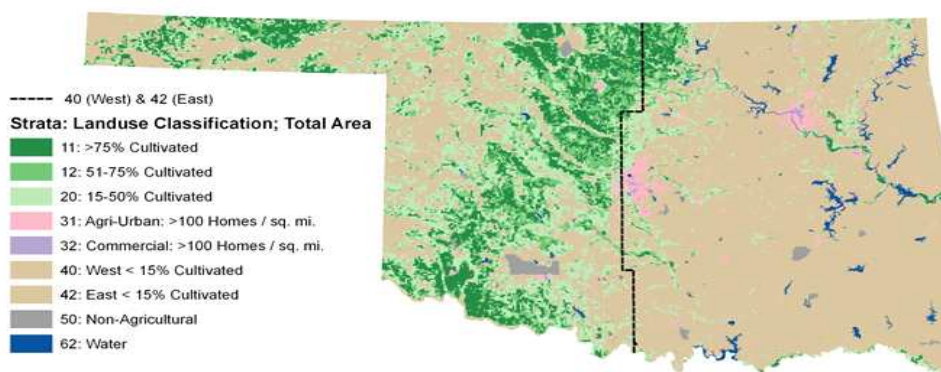 40 (West) & 42 (East)
Strata: Landuse Classification; Total Area
11: >75% Cultivated
12: 51-75% Cultivated
20: 15-50% Cultivated
31: Agri-Urban: >100 Homes / sq. mi.
32: Commercial: >100 Homes / sq. mi.
40: West < 15% Cultivated
42: East < 15% Cultivated
50: Non-Agricultural
62: Water